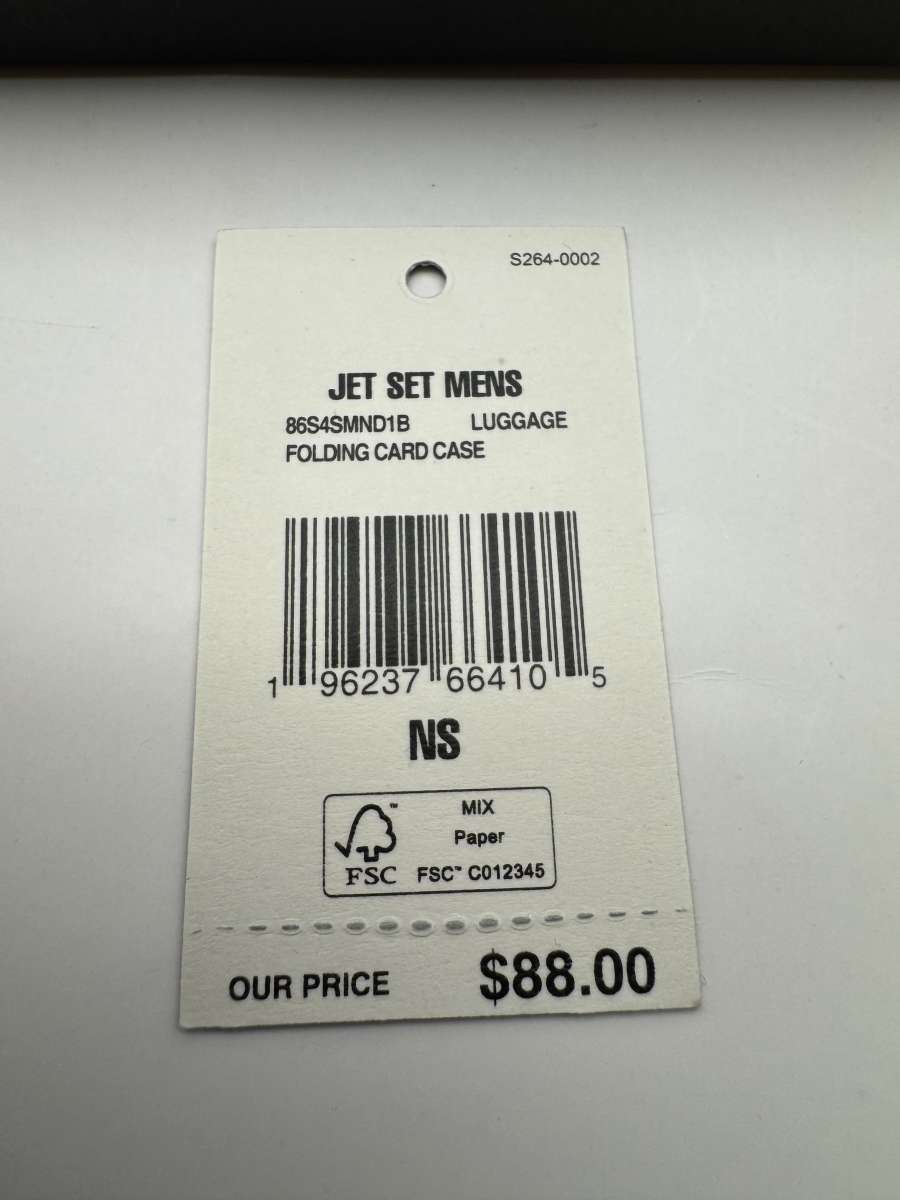 S264-0002
JET SET MENS
86S4SMND1B LUGGAGE
FOLDING CARD CASE
1 96237 66410 5
NS
MIX
Paper
FSC™ FSC™ C012345
OUR PRICE $88.00